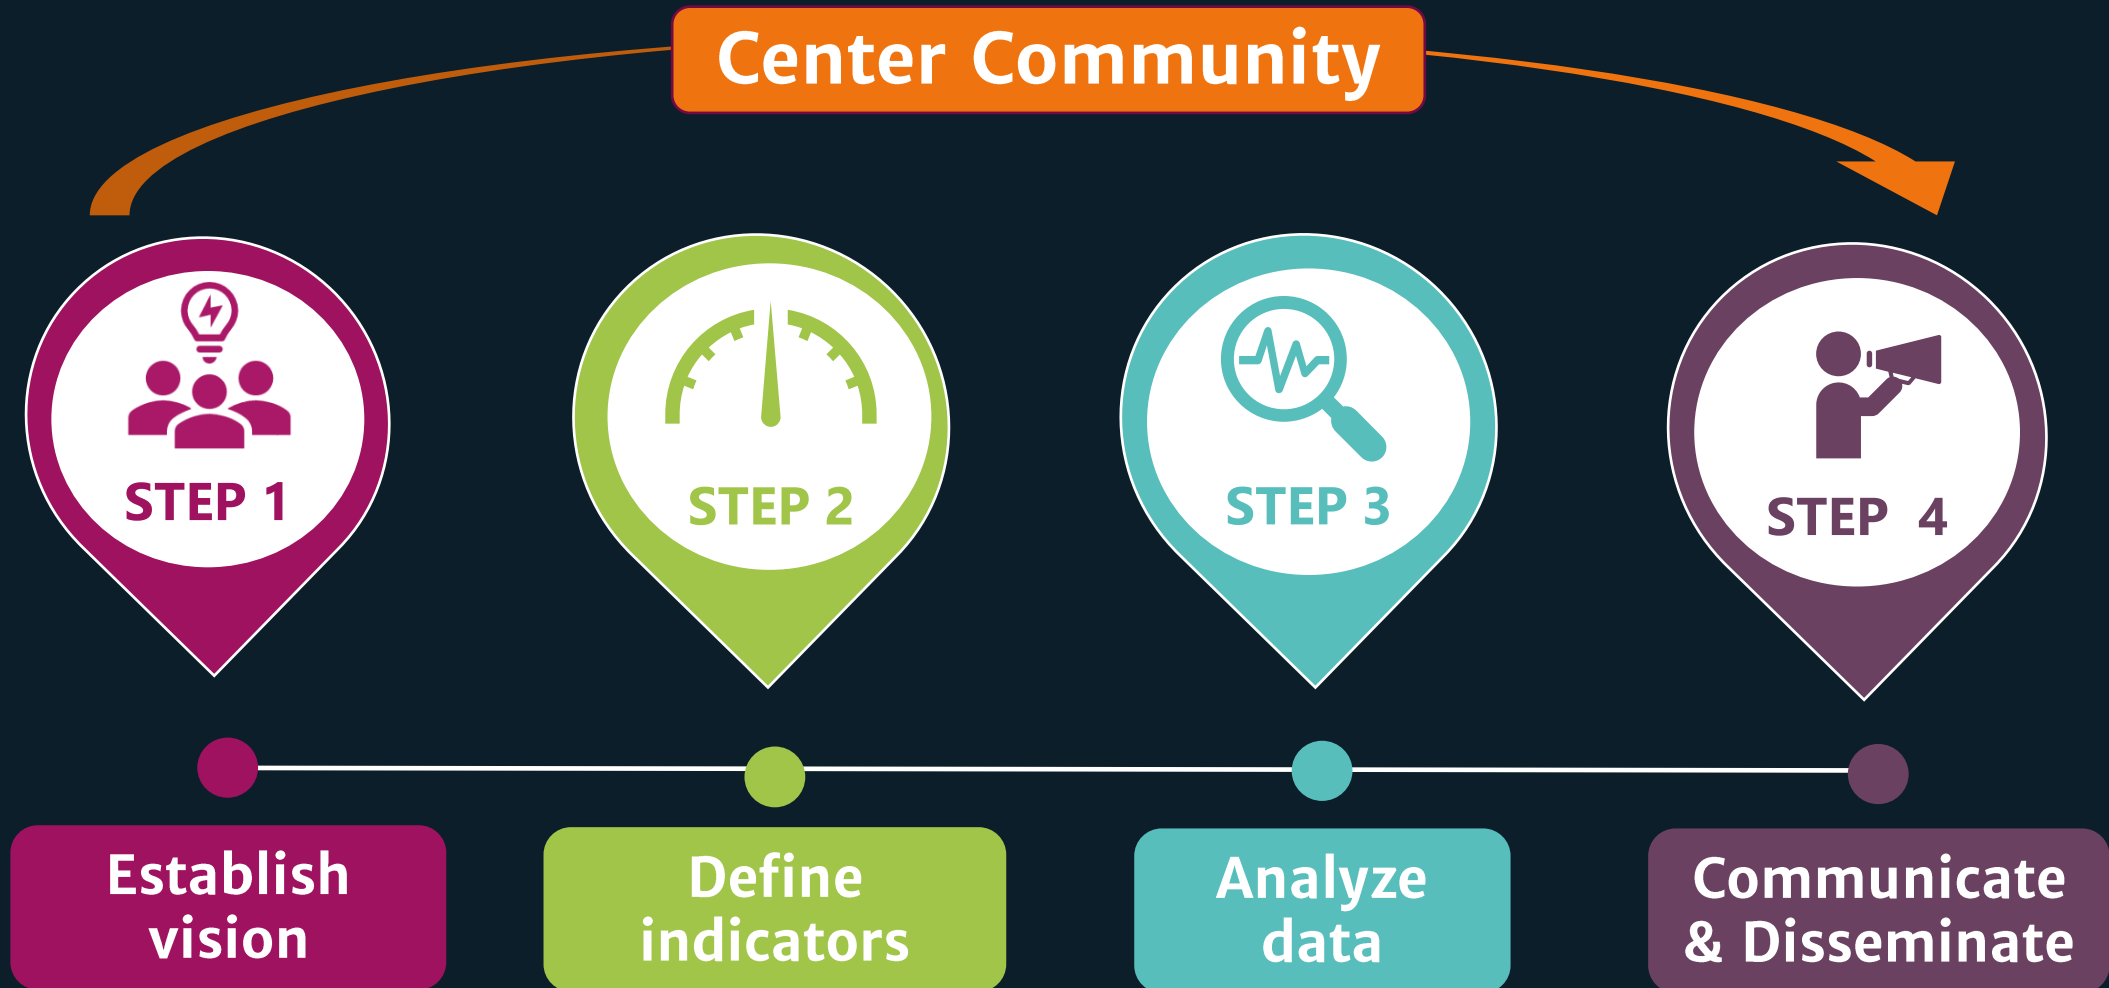 Center Community
STEP 1
STEP 2
STEP 3
STEP 4
Establish
vision
Define
indicators
Analyze
data
Communicate
& Disseminate